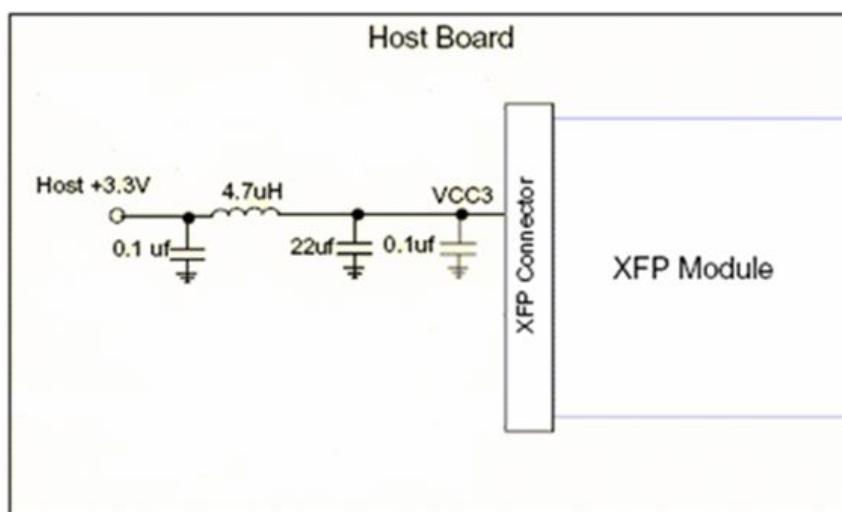 Host Board
Host +3.3V
4.7uH
VCC3
0.1 uf
22uf
0.1uf
XFP Connector
XFP Module